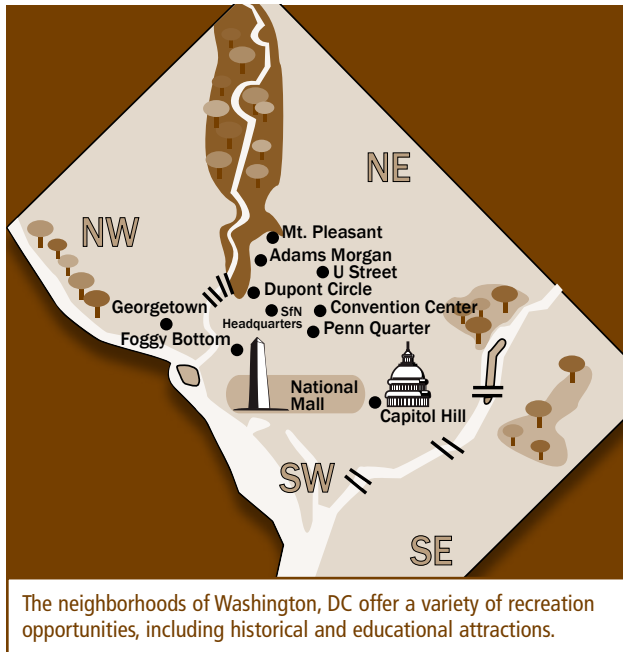 NE
NW
Mt. Pleasant
Adams Morgan
U Street
Dupont Circle
Georgetown
SfN
Headquarters
Convention Center
Foggy Bottom
Penn Quarter
National
Mall
Capitol Hill
SW
SE
The neighborhoods of Washington, DC offer a variety of recreation
opportunities, including historical and educational attractions.